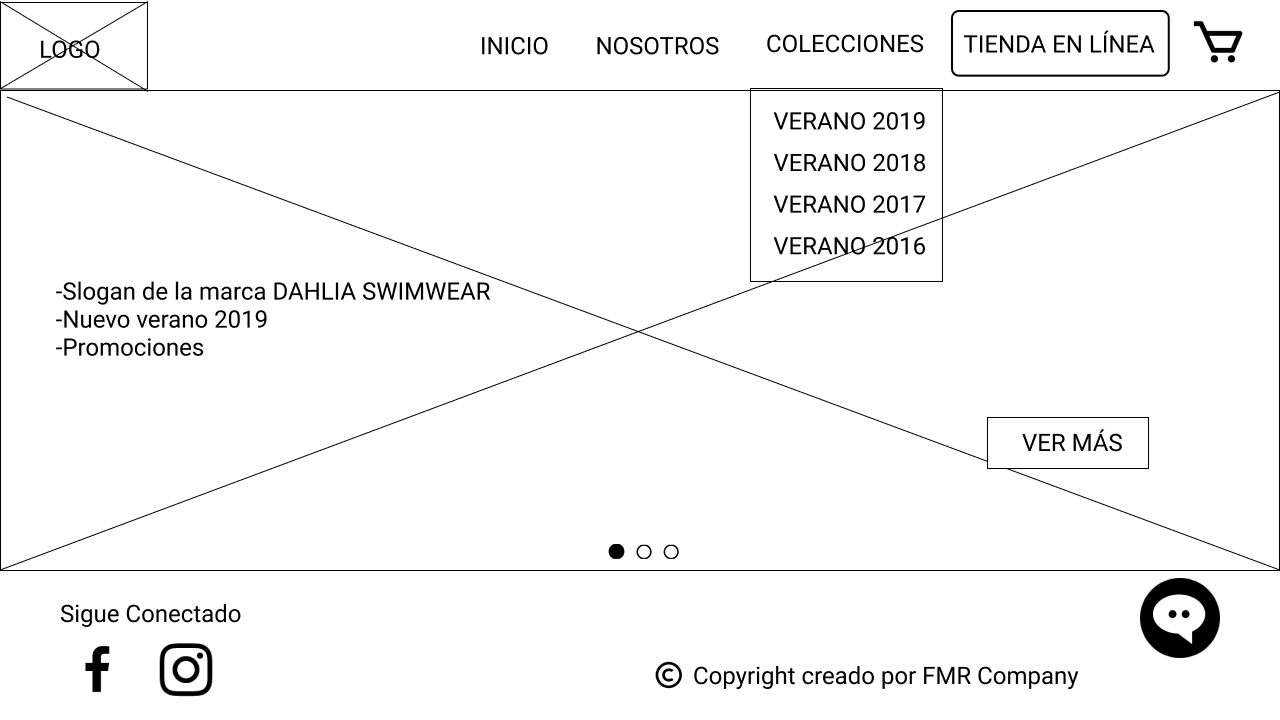 LOGO
INICIO
NOSOTROS
COLECCIONES
TIENDA EN LÍNEA
VERANO 2019
VERANO 2018
VERANO 2017
VERANO 2016
-Slogan de la marca DAHLIA SWIMWEAR
-Nuevo verano 2019
-Promociones
VER MÁS
Sigue Conectado
© Copyright creado por FMR Company